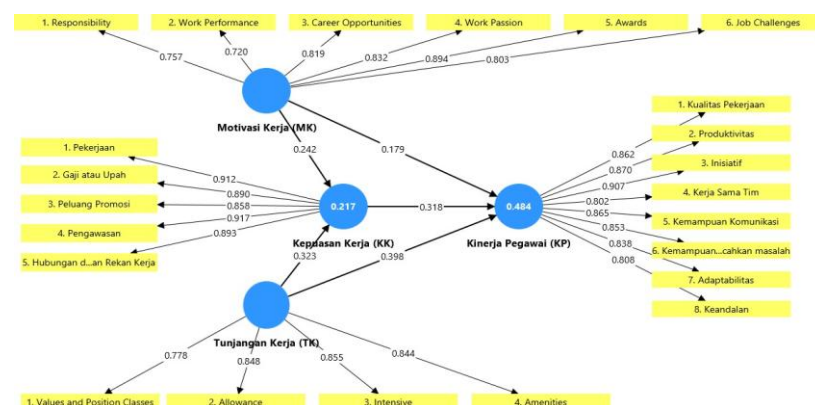 1. Responsibility
2. Work Performance
3. Career Opportunities
4. Work Passion
5. Awards
6. Job Challenges
0.757
0.720
0.819
0.832
0.894
0.803
Motivasi Kerja (MK)
0.242
0.179
1. Pekerjaan
2. Gaji atau Upah
3. Peluang Promosi
4. Pengawasan
5. Hubungan d...an Rekan Kerja
0.912
0.890
0.858
0.917
0.893
0.217
Kepuasan Kerja (KK)
0.318
0.323
0.398
0.484
Kinerja Pegawai (KP)
1. Kualitas Pekerjaan
2. Produktivitas
3. Inisiatif
4. Kerja Sama Tim
5. Kemampuan Komunikasi
6. Kemampuan...cahkan masalah
7. Adaptabilitas
8. Keandalan
0.862
0.870
0.907
0.802
0.865
0.853
0.838
0.808
Tunjangan Kerja (TK)
0.778
0.848
0.855
0.844
1. Values and Position Classes
2. Allowance
3. Intensive
4. Amenities